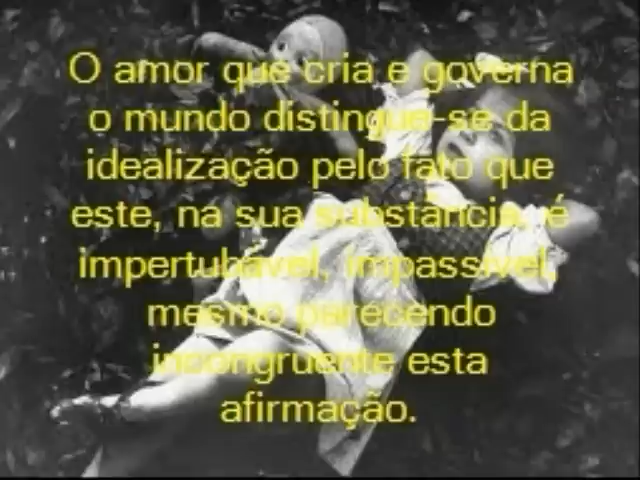 O amor que cria e governa
o mundo distingue-se da
idealização pelo fato que
este, na sua substância, é
impertubável, impassível,
mesmo parecendo
incongruente esta
afirmação.